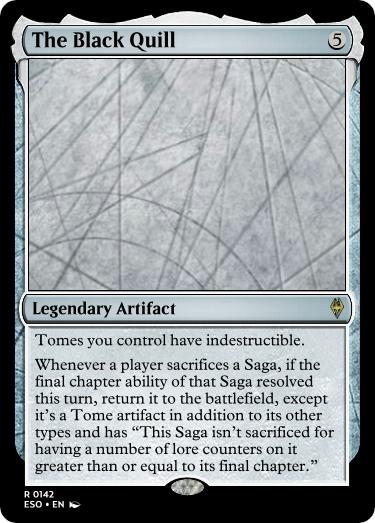 The Black Quill
5
Legendary Artifact
Tomes you control have indestructible.
Whenever a player sacrifices a Saga, if the
final chapter ability of that Saga resolved
this turn, return it to the battlefield, except
it's a Tome artifact in addition to its other
types and has “This Saga isn't sacrificed for
having a number of lore counters on it
greater than or equal to its final chapter.”
R 0142
ESO • EN